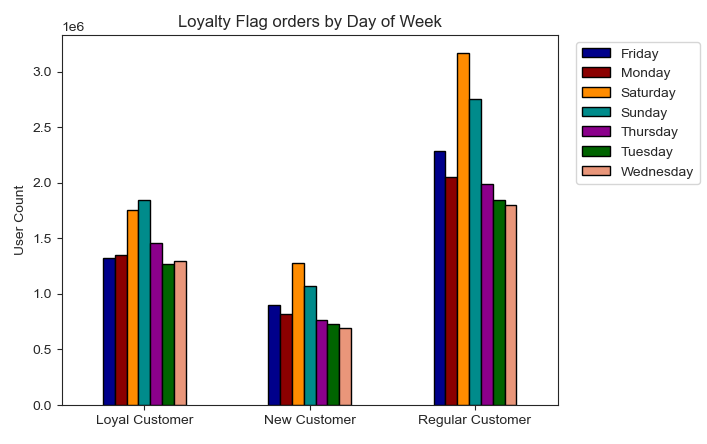 Loyalty Flag orders by Day of Week
1e6
3.0
2.5
2.0
1.5
1.0
0.5
0.0
User Count
Loyal Customer
New Customer
Regular Customer
Friday
Monday
Saturday
Sunday
Thursday
Tuesday
Wednesday